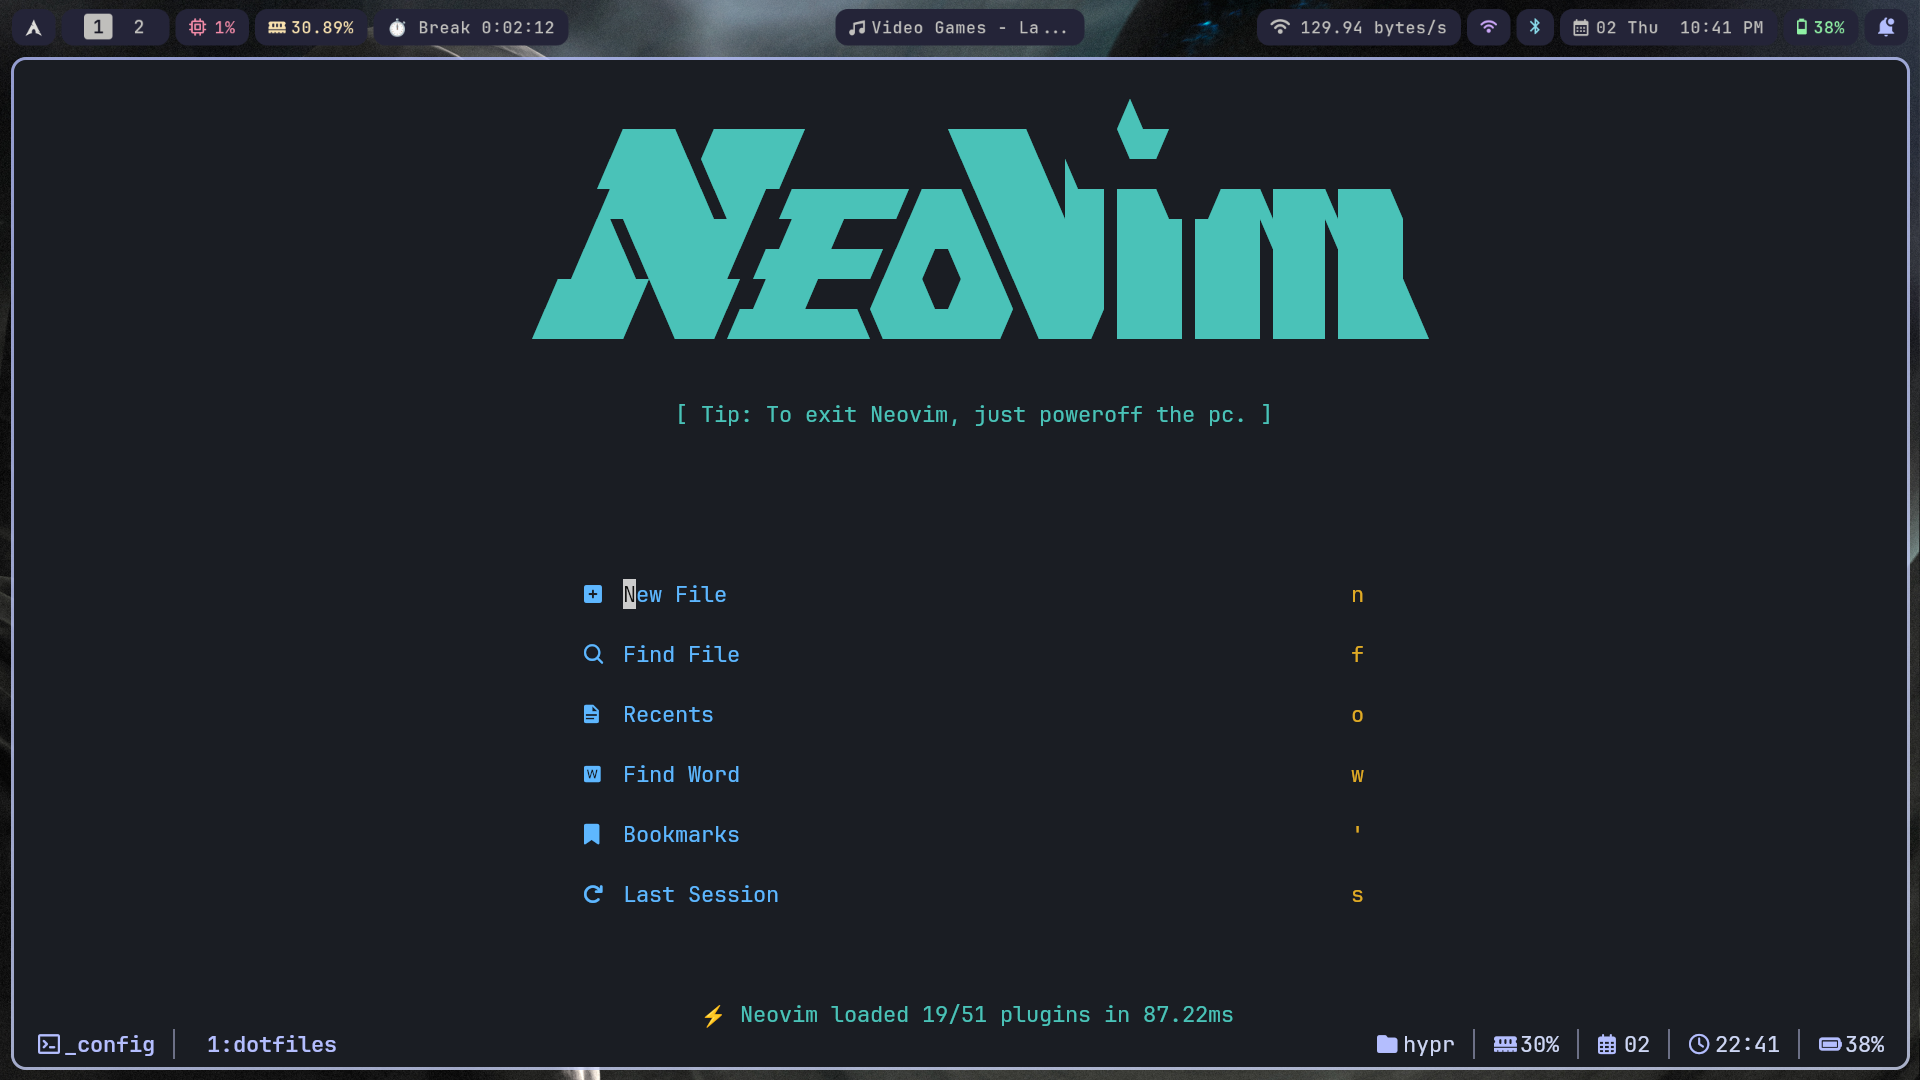 1 2 1% 30.89% Break 0:02:12 Video Games - La... 129.94 bytes/s 02 Thu 10:41 PM 38%
Neovim
[ Tip: To exit Neovim, just poweroff the pc. ]
New File n
Find File f
Recents o
W Find Word w
Bookmarks '
Last Session s
⚡ Neovim loaded 19/51 plugins in 87.22ms
_config 1:dotfiles hypr 30% 02 22:41 38%